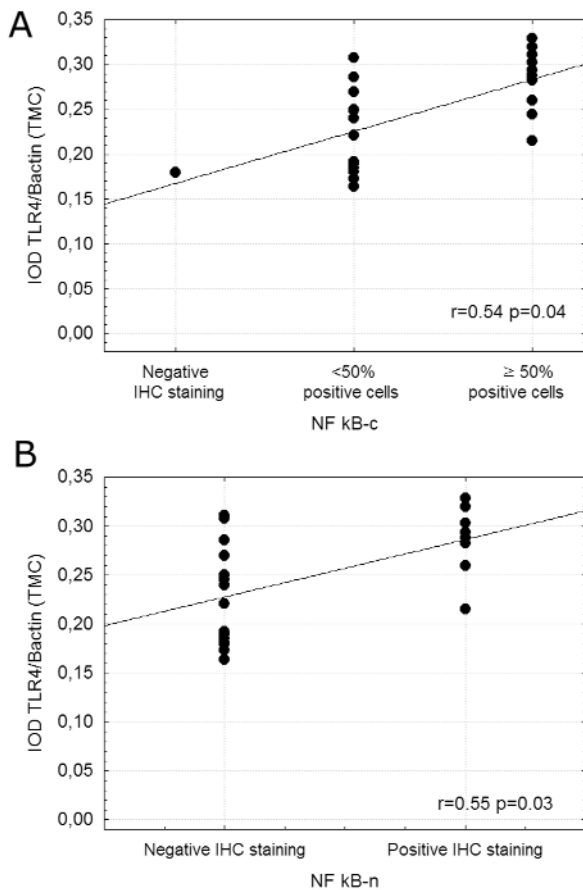 A
IOD TLR4/Bactin (TMC)
0,35
0,30
0,25
0,20
0,15
0,10
0,05
0,00
r=0.54 p=0.04
Negative
IHC staining
<50%
positive cells
≥ 50%
positive cells
NF kB-c
B
IOD TLR4/Bactin (TMC)
0,35
0,30
0,25
0,20
0,15
0,10
0,05
0,00
r=0.55 p=0.03
Negative IHC staining
Positive IHC staining
NF kB-n